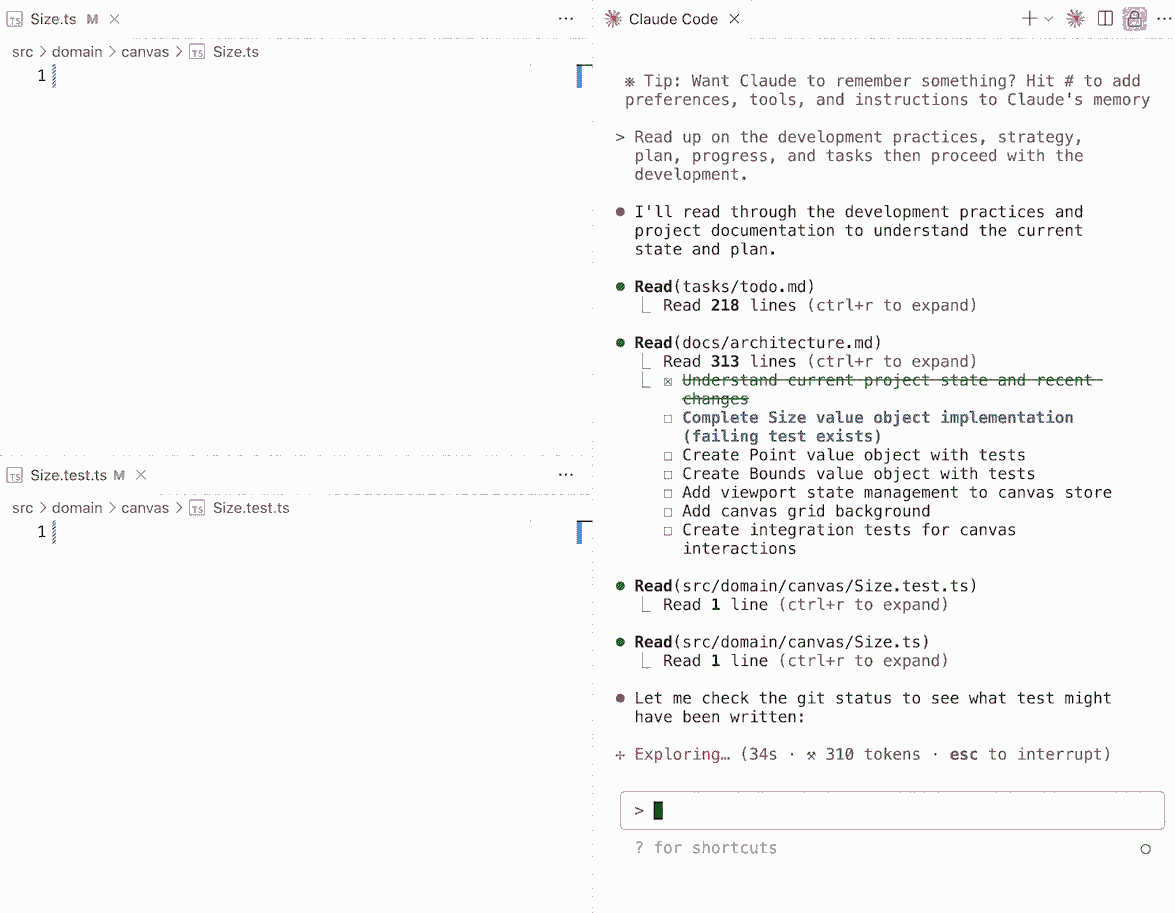 Size.ts M
src > domain > canvas > TS Size.ts
1
Size.test.ts M
src > domain > canvas > TS Size.test.ts
1
Claude Code
※ Tip: Want Claude to remember something? Hit # to add
preferences, tools, and instructions to Claude's memory
> Read up on the development practices, strategy,
plan, progress, and tasks then proceed with the
development.
● I'll read through the development practices and
project documentation to understand the current
state and plan.
● Read(tasks/todo.md)
Read 218 lines (ctrl+r to expand)
● Read(docs/architecture.md)
Read 313 lines (ctrl+r to expand)
☒ Understand current project state and recent
changes
☐ Complete Size value object implementation
(failing test exists)
☐ Create Point value object with tests
☐ Create Bounds value object with tests
☐ Add viewport state management to canvas store
☐ Add canvas grid background
☐ Create integration tests for canvas
interactions
● Read(src/domain/canvas/Size.test.ts)
Read 1 line (ctrl+r to expand)
● Read(src/domain/canvas/Size.ts)
Read 1 line (ctrl+r to expand)
● Let me check the git status to see what test might
have been written:
✢ Exploring… (34s · ⚒ 310 tokens · esc to interrupt)
>
? for shortcuts